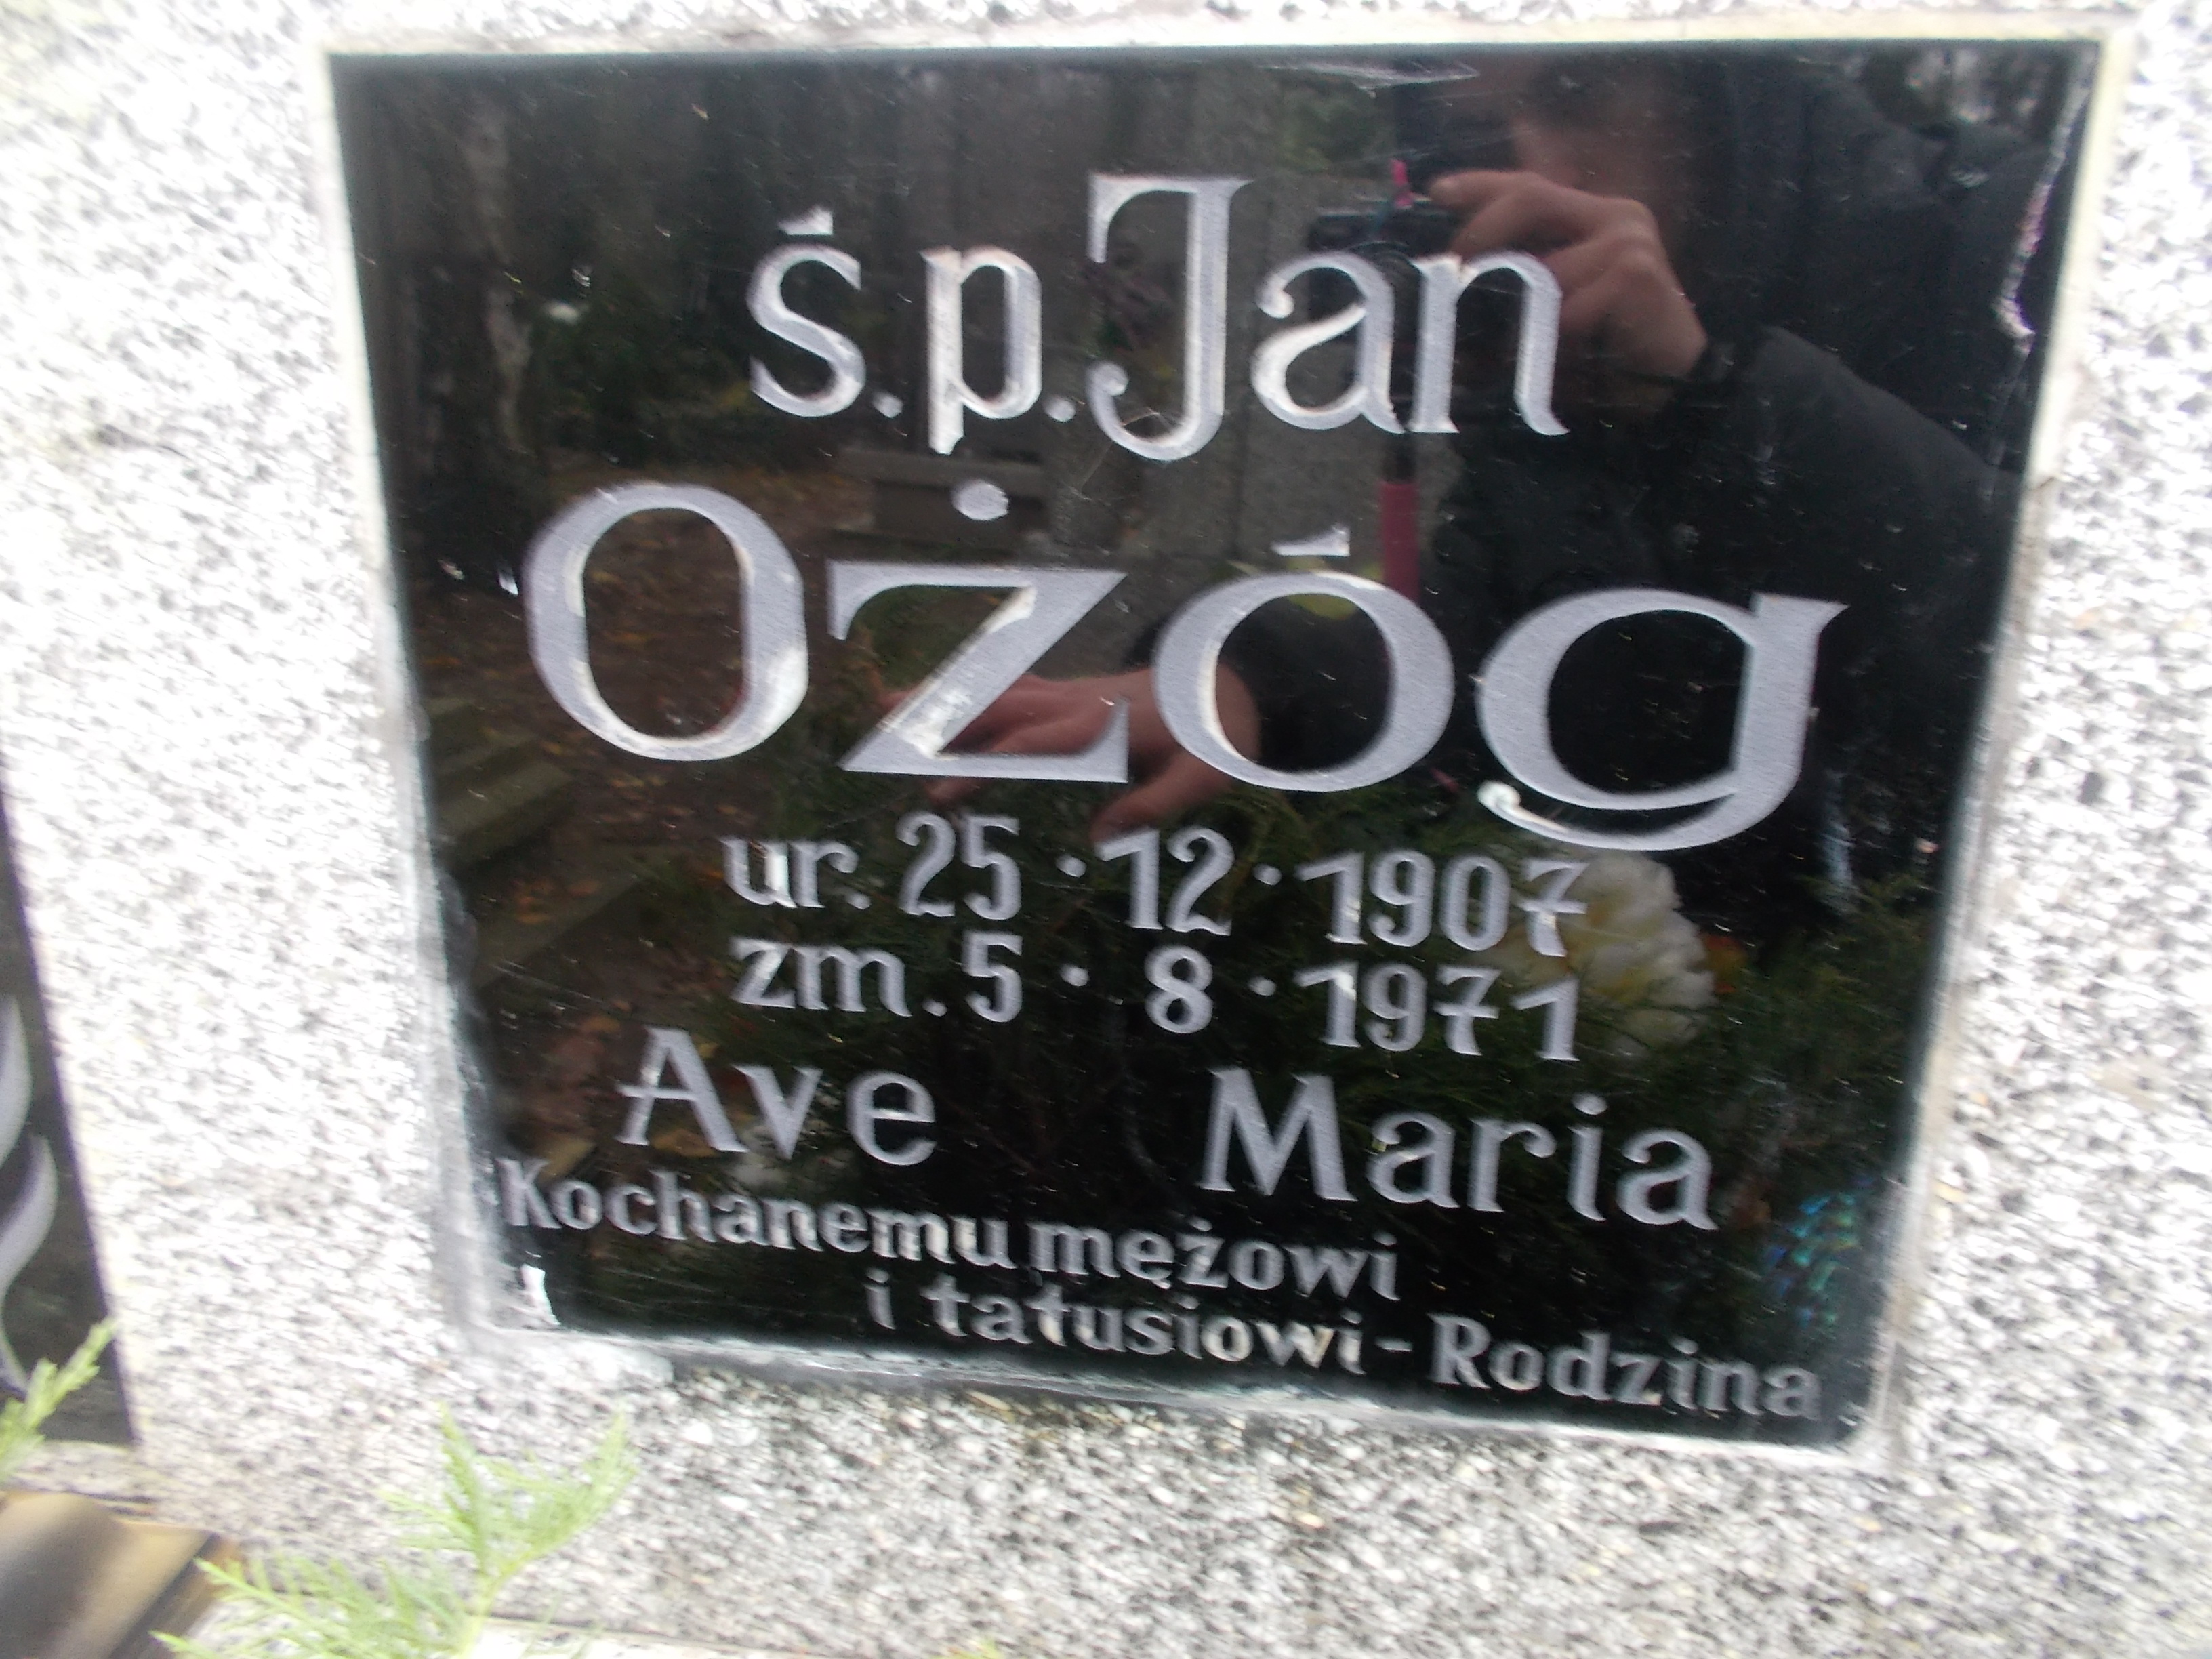 ś.p. Jan
Ożóg
ur. 25·12·1907
zm. 5·8·1971
Ave Maria
Kochanemu mężowi
i tatusiowi-Rodzina